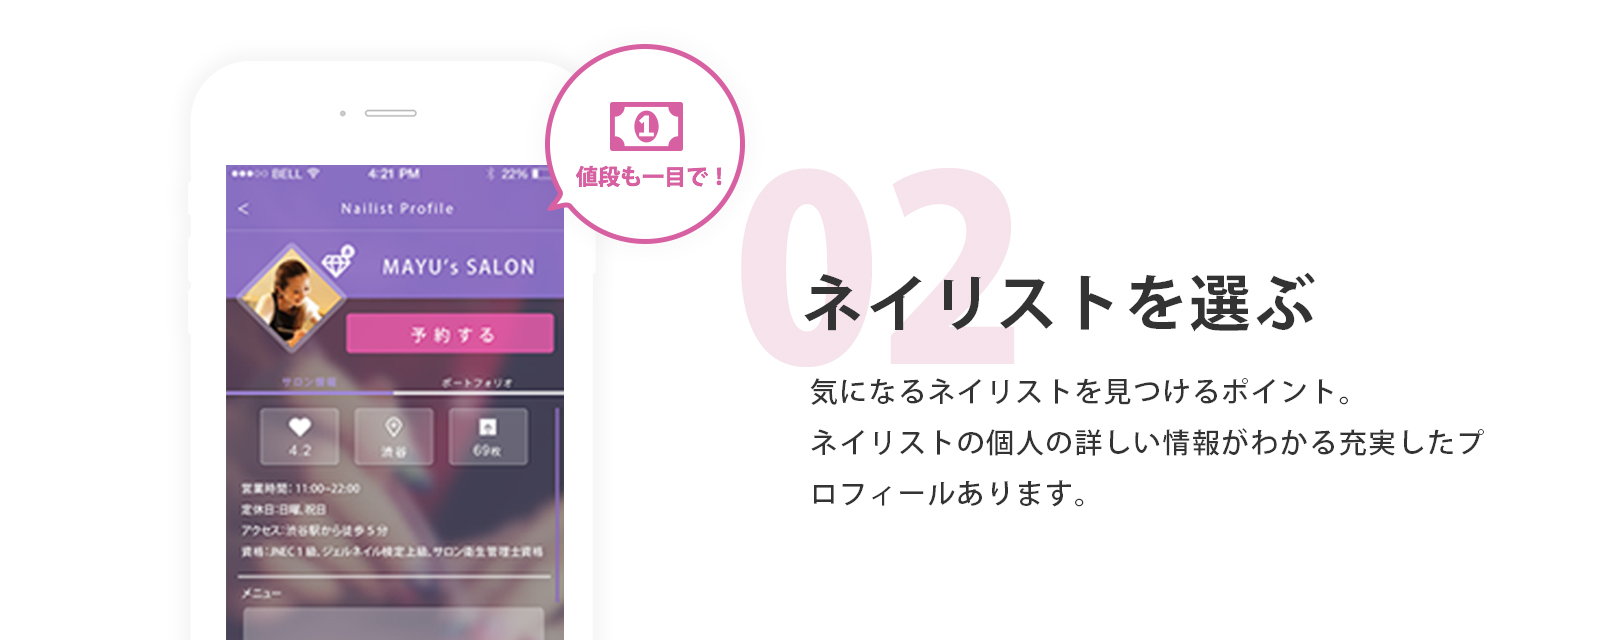 BELL 4:21 PM 22%
< Nailist Profile
MAYU's SALON
予約する
サロン情報 ポートフォリオ
4.2 渋谷 69枚
営業時間：11:00~22:00
定休日：日曜、祝日
アクセス：渋谷駅から徒歩５分
資格：JNEC１級、ジェルネイル検定上級、サロン衛生管理士資格
メニュー
1
値段も一目で！
02
ネイリストを選ぶ
気になるネイリストを見つけるポイント。
ネイリストの個人の詳しい情報がわかる充実したプ
ロフィールあります。